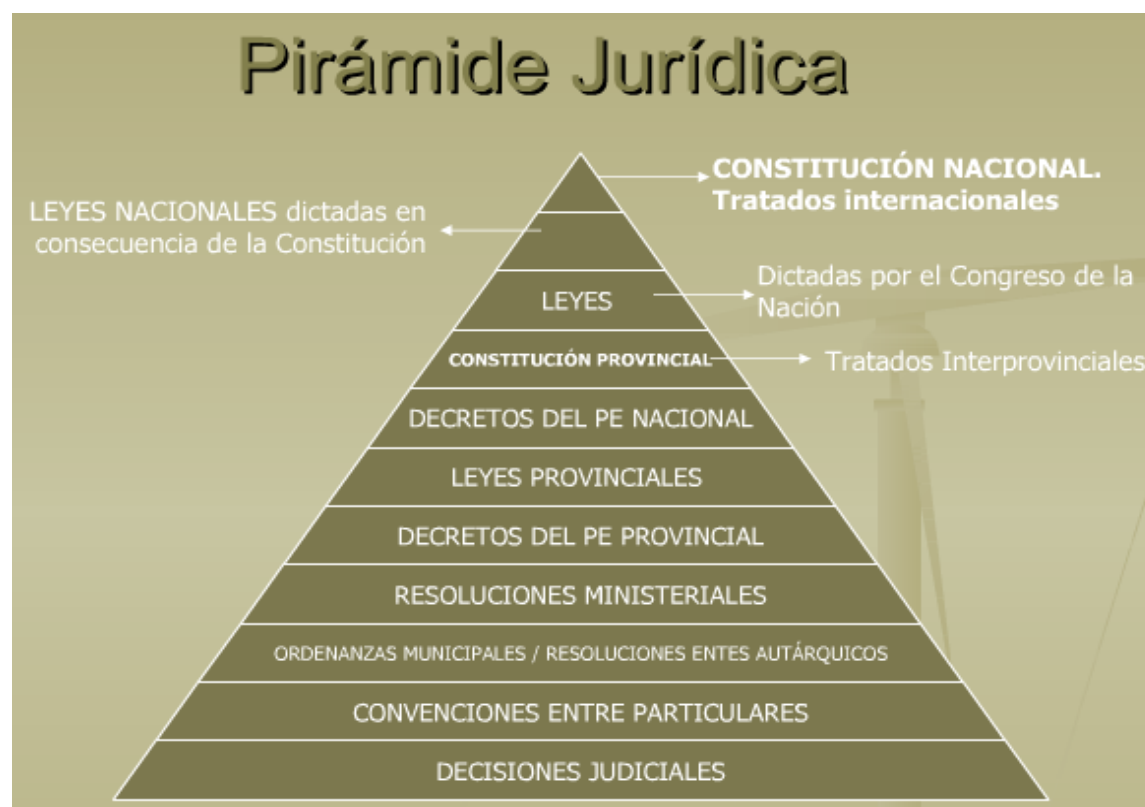 Pirámide Jurídica
CONSTITUCIÓN NACIONAL.
Tratados internacionales
LEYES NACIONALES dictadas en
consecuencia de la Constitución
LEYES
Dictadas por el Congreso de la
Nación
CONSTITUCIÓN PROVINCIAL
Tratados Interprovinciales
DECRETOS DEL PE NACIONAL
LEYES PROVINCIALES
DECRETOS DEL PE PROVINCIAL
RESOLUCIONES MINISTERIALES
ORDENANZAS MUNICIPALES / RESOLUCIONES ENTES AUTÁRQUICOS
CONVENCIONES ENTRE PARTICULARES
DECISIONES JUDICIALES